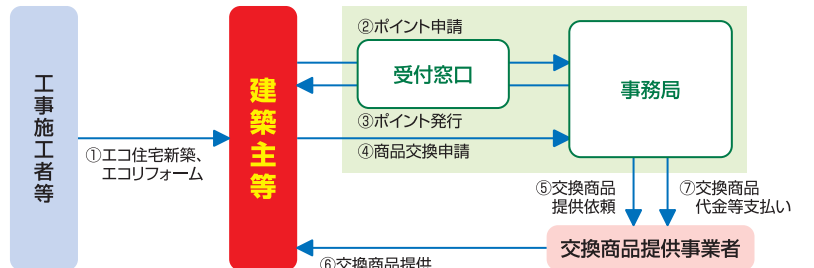 工事施工者等
①エコ住宅新築、
エコリフォーム
建築主等
②ポイント申請
受付窓口
③ポイント発行
④商品交換申請
事務局
⑤交換商品
提供依頼
⑦交換商品
代金等支払い
交換商品提供事業者
⑥交換商品提供